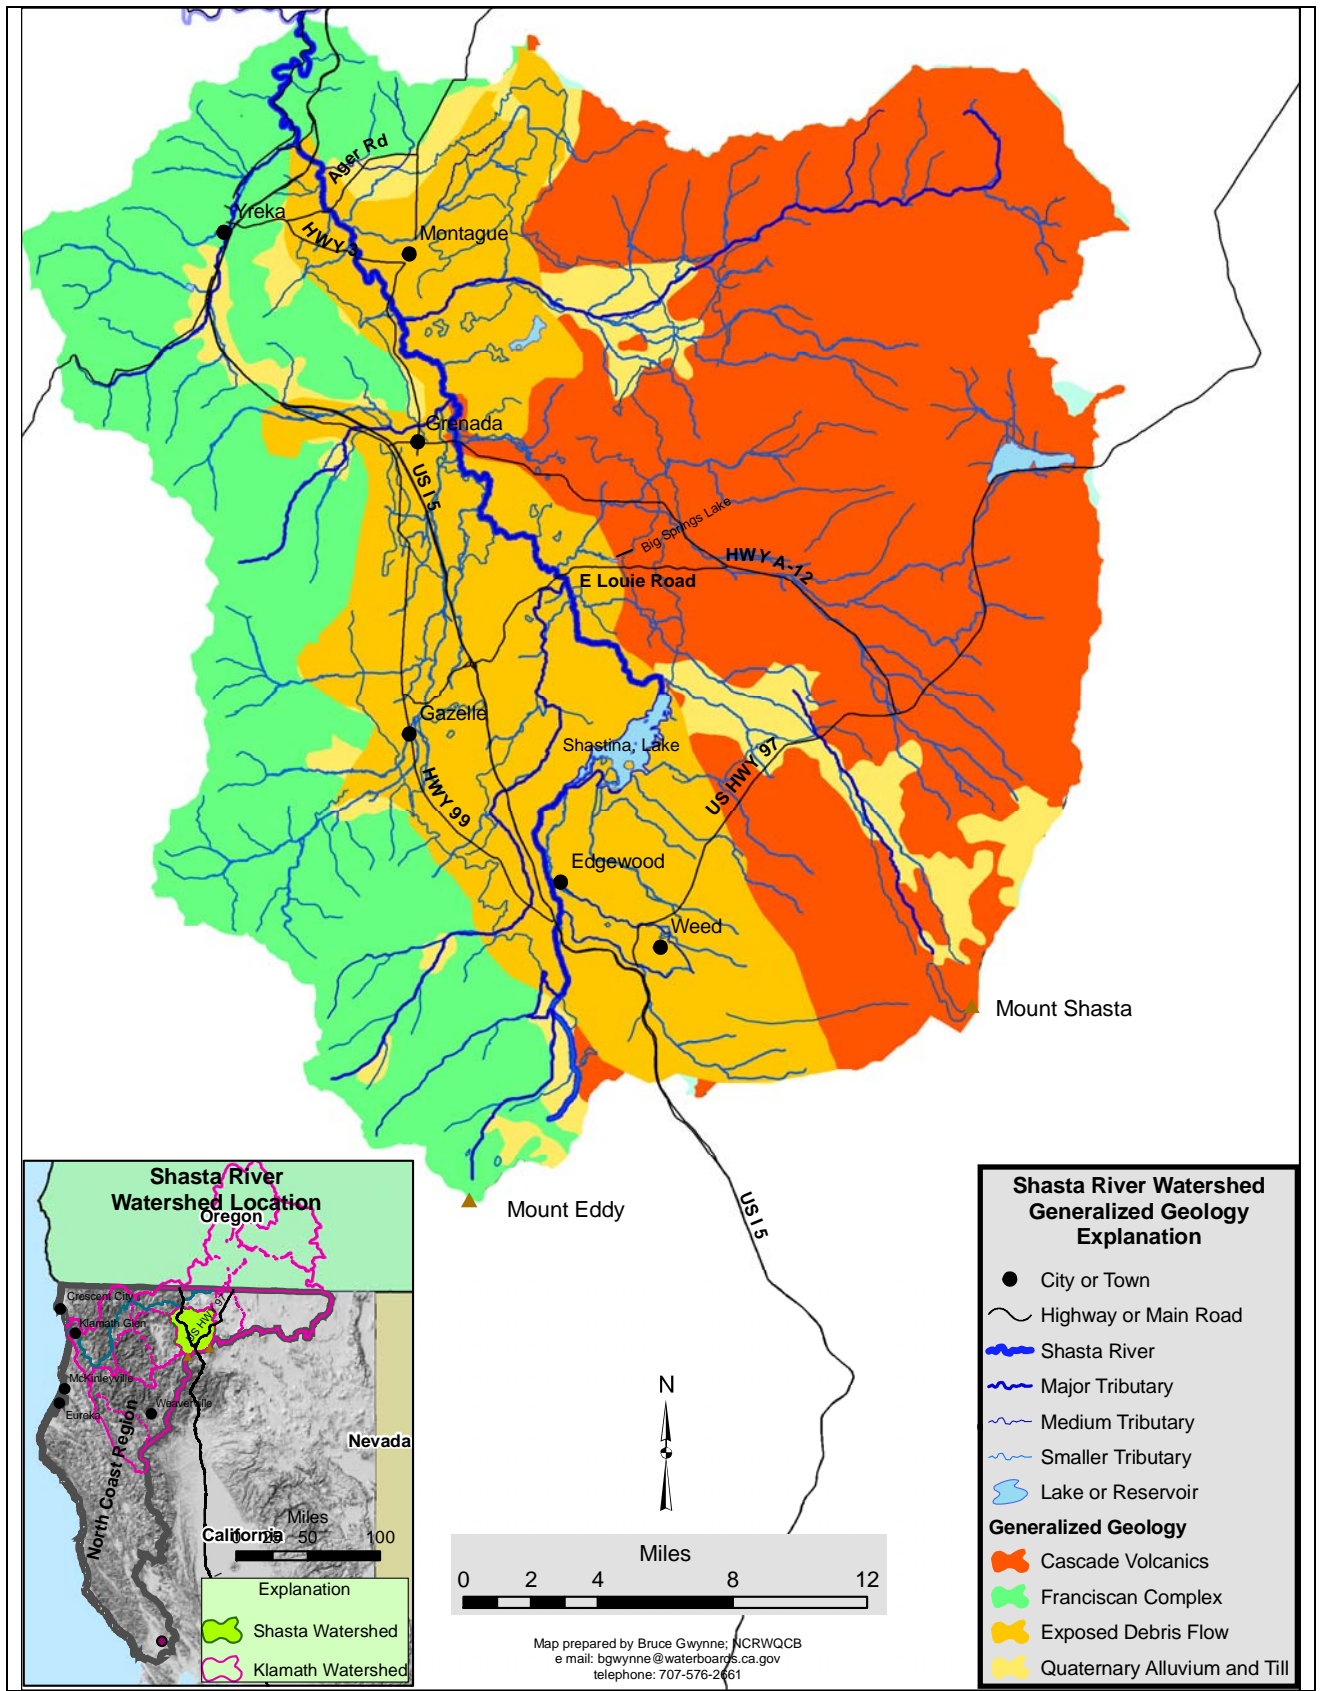 Ager Rd
Yreka
HWY 3
Montague
Grenada
US I 5
Big Springs Lake
HWY A-12
E Louie Road
Gazelle
Shastina, Lake
US HWY 97
HWY 99
Edgewood
Weed
Mount Shasta
Mount Eddy
US I 5
Shasta River
Watershed Location
Oregon
Crescent City
Klamath Glen
US HWY 97
McKinleyville
Eureka
Weaverville
North Coast Region
Nevada
California
Miles
0 25 50 100
Explanation
Shasta Watershed
Klamath Watershed
N
Miles
0 2 4 8 12
Map prepared by Bruce Gwynne; NCRWQCB
e mail: bgwynne@waterboards.ca.gov
telephone: 707-576-2661
Shasta River Watershed
Generalized Geology
Explanation
City or Town
Highway or Main Road
Shasta River
Major Tributary
Medium Tributary
Smaller Tributary
Lake or Reservoir
Generalized Geology
Cascade Volcanics
Franciscan Complex
Exposed Debris Flow
Quaternary Alluvium and Till